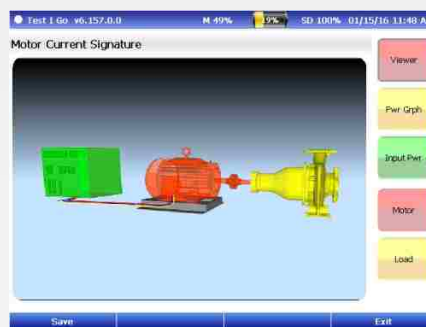 Test I Go v6.157.0.0 M 49% 9% SD 100% 01/15/16 11:48 A
Motor Current Signature
Viewer
Pwr Grph
Input Pwr
Motor
Load
Save Exit